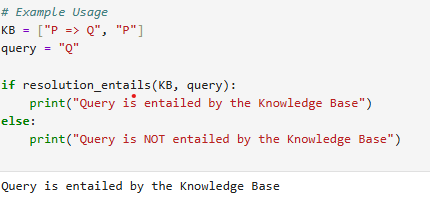 # Example Usage
KB = ["P => Q", "P"]
query = "Q"
if resolution_entails(KB, query):
    print("Query is entailed by the Knowledge Base")
else:
    print("Query is NOT entailed by the Knowledge Base")
Query is entailed by the Knowledge Base